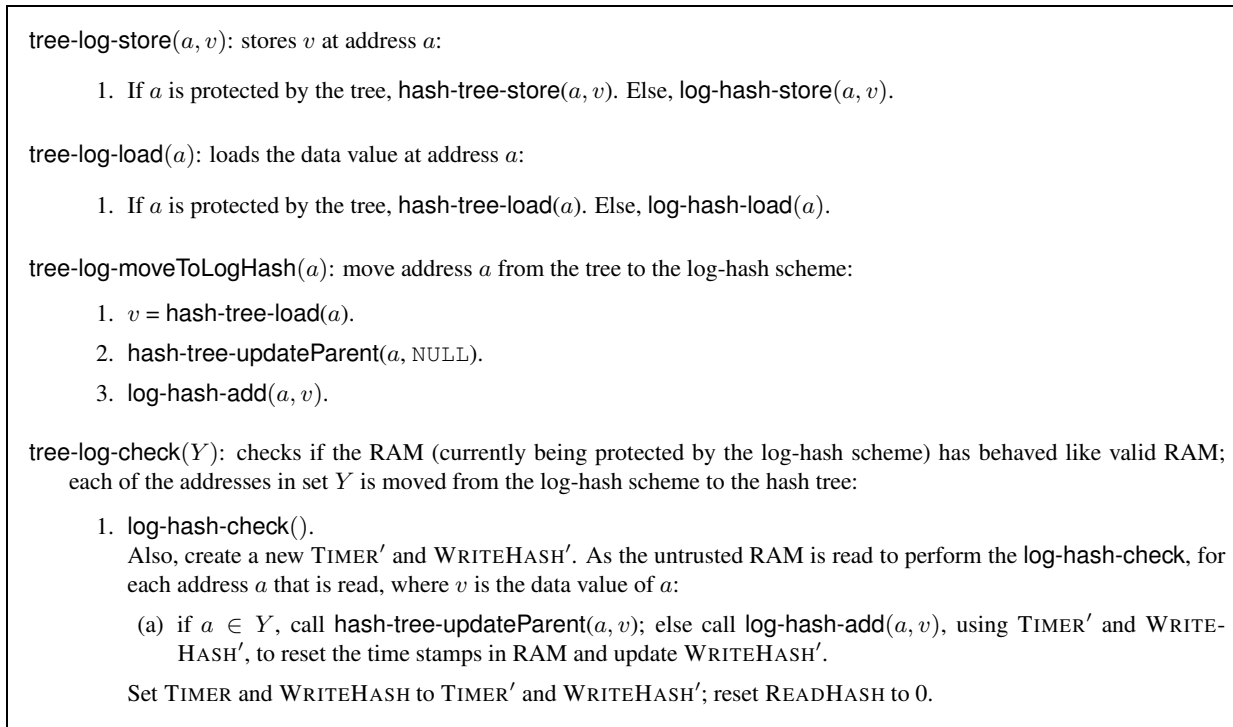 tree-log-store(a, v): stores v at address a:
1. If a is protected by the tree, hash-tree-store(a, v). Else, log-hash-store(a, v).
tree-log-load(a): loads the data value at address a:
1. If a is protected by the tree, hash-tree-load(a). Else, log-hash-load(a).
tree-log-moveToLogHash(a): move address a from the tree to the log-hash scheme:
1. v = hash-tree-load(a).
2. hash-tree-updateParent(a, NULL).
3. log-hash-add(a, v).
tree-log-check(Y): checks if the RAM (currently being protected by the log-hash scheme) has behaved like valid RAM;
each of the addresses in set Y is moved from the log-hash scheme to the hash tree:
1. log-hash-check().
Also, create a new TIMER′ and WRITEHASH′. As the untrusted RAM is read to perform the log-hash-check, for
each address a that is read, where v is the data value of a:
(a) if a ∈ Y, call hash-tree-updateParent(a, v); else call log-hash-add(a, v), using TIMER′ and WRITE-
HASH′, to reset the time stamps in RAM and update WRITEHASH′.
Set TIMER and WRITEHASH to TIMER′ and WRITEHASH′; reset READHASH to 0.